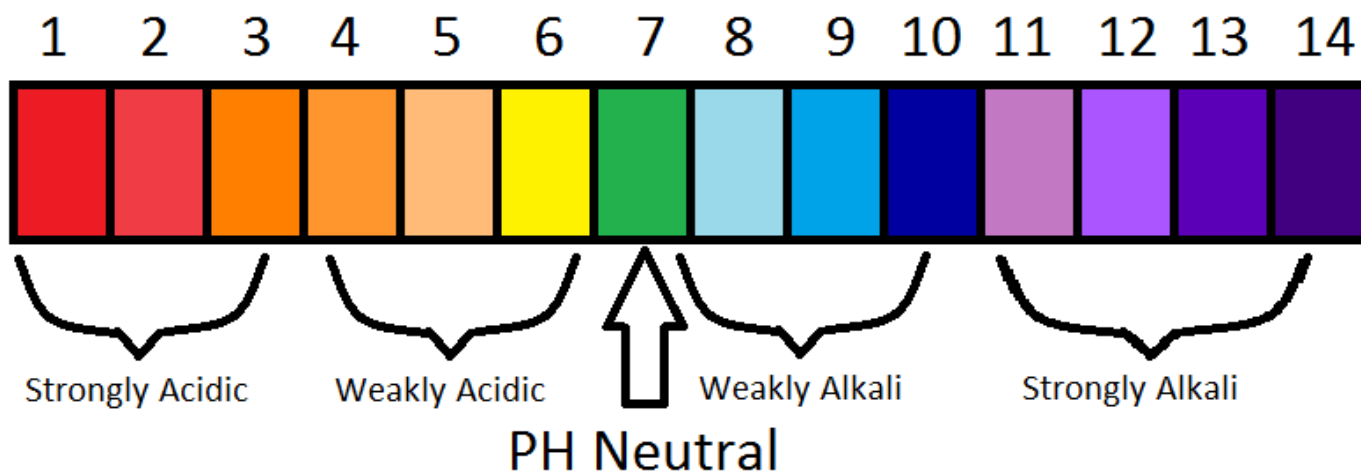 1 2 3 4 5 6 7 8 9 10 11 12 13 14
Strongly Acidic Weakly Acidic Weakly Alkali Strongly Alkali
PH Neutral